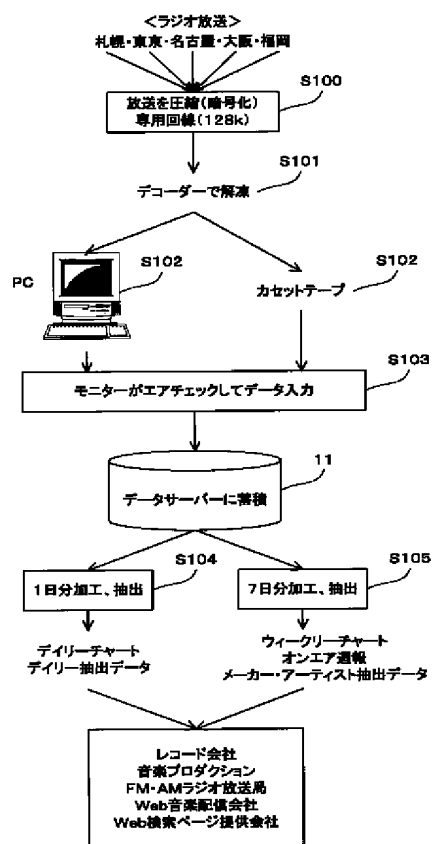 ＜ラジオ放送＞
札幌・東京・名古屋・大阪・福岡
S100
放送を圧縮(暗号化)
専用回線(128k)
S101
デコーダーで解凍
PC
S102
カセットテープ
S102
S103
モニターがエアチェックしてデータ入力
11
データサーバーに蓄積
S104
1日分加工、抽出
S105
7日分加工、抽出
デイリーチャート
デイリー抽出データ
ウィークリーチャート
オンエア週報
メーカー・アーティスト抽出データ
レコード会社
音楽プロダクション
FM・AMラジオ放送局
Web音楽配信会社
Web検索ページ提供会社